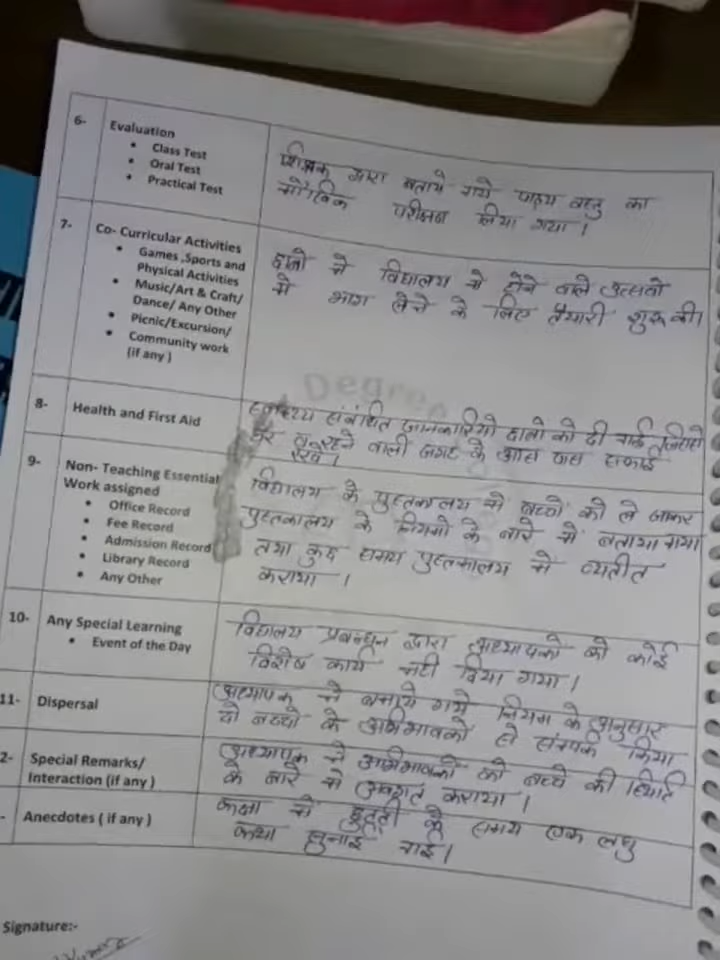 6-
Evaluation
• Class Test
• Oral Test
• Practical Test
शिक्षक द्वारा बताये गये पाठ्य वस्तु का
मौखिक परीक्षण लिया गया।
7-
Co- Curricular Activities
• Games ,Sports and
Physical Activities
• Music/Art & Craft/
Dance/ Any Other
• Picnic/Excursion/
• Community work
(if any )
छात्रो ने विद्यालय मे होने वाले उत्सवो
मे भाग लेने के लिए तैयारी शुरू की।
Degree
8-
Health and First Aid
स्वास्थ्य संबंधित जानकारियो छात्रों को दी गई जिससे
घर व रहने वाली जगह के आस पास सफाई
रखे।
9-
Non- Teaching Essential
Work assigned
• Office Record
• Fee Record
• Admission Record
• Library Record
• Any Other
विद्यालय के पुस्तकालय मे बच्चो को ले जाकर
पुस्तकालय के नियमो के बारे मे बताया गया
तथा कुछ समय पुस्तकालय मे व्यतीत
कराया ।
10-
Any Special Learning
• Event of the Day
विद्यालय प्रबन्धन द्वारा अध्यापको को कोई
विशेष कार्य नही दिया गया।
11-
Dispersal
अध्यापक ने बनाये गये नियम के अनुसार
दो बच्चो के अभिभावको से संपर्क किया
2-
Special Remarks/
Interaction (if any )
अध्यापक ने अभिभावको को बच्चे की स्थिति
के बारे मे अवगत कराया ।
-
Anecdotes ( if any )
कक्षा मे छुट्टी के समय एक लघु
कथा सुनाई गई।
Signature:-